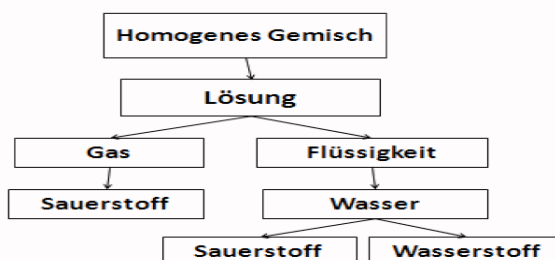 Homogenes Gemisch
Lösung
Gas
Flüssigkeit
Sauerstoff
Wasser
Sauerstoff
Wasserstoff